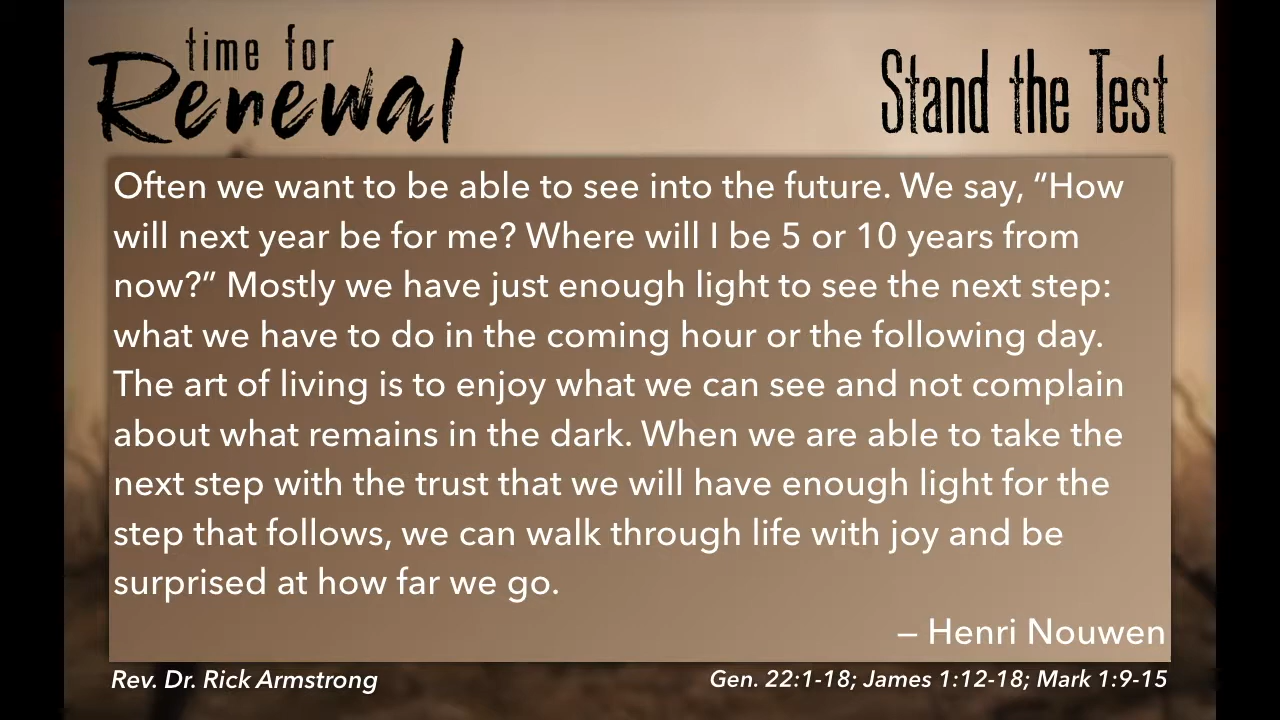 time for
Renewal
Stand the Test
Often we want to be able to see into the future. We say, “How
will next year be for me? Where will I be 5 or 10 years from
now?” Mostly we have just enough light to see the next step:
what we have to do in the coming hour or the following day.
The art of living is to enjoy what we can see and not complain
about what remains in the dark. When we are able to take the
next step with the trust that we will have enough light for the
step that follows, we can walk through life with joy and be
surprised at how far we go.
– Henri Nouwen
Rev. Dr. Rick Armstrong
Gen. 22:1-18; James 1:12-18; Mark 1:9-15